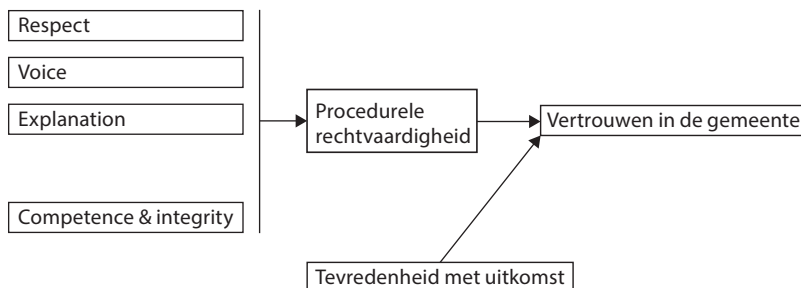 Respect
Voice
Explanation
Competence & integrity
Procedurele
rechtvaardigheid
Vertrouwen in de gemeente
Tevredenheid met uitkomst